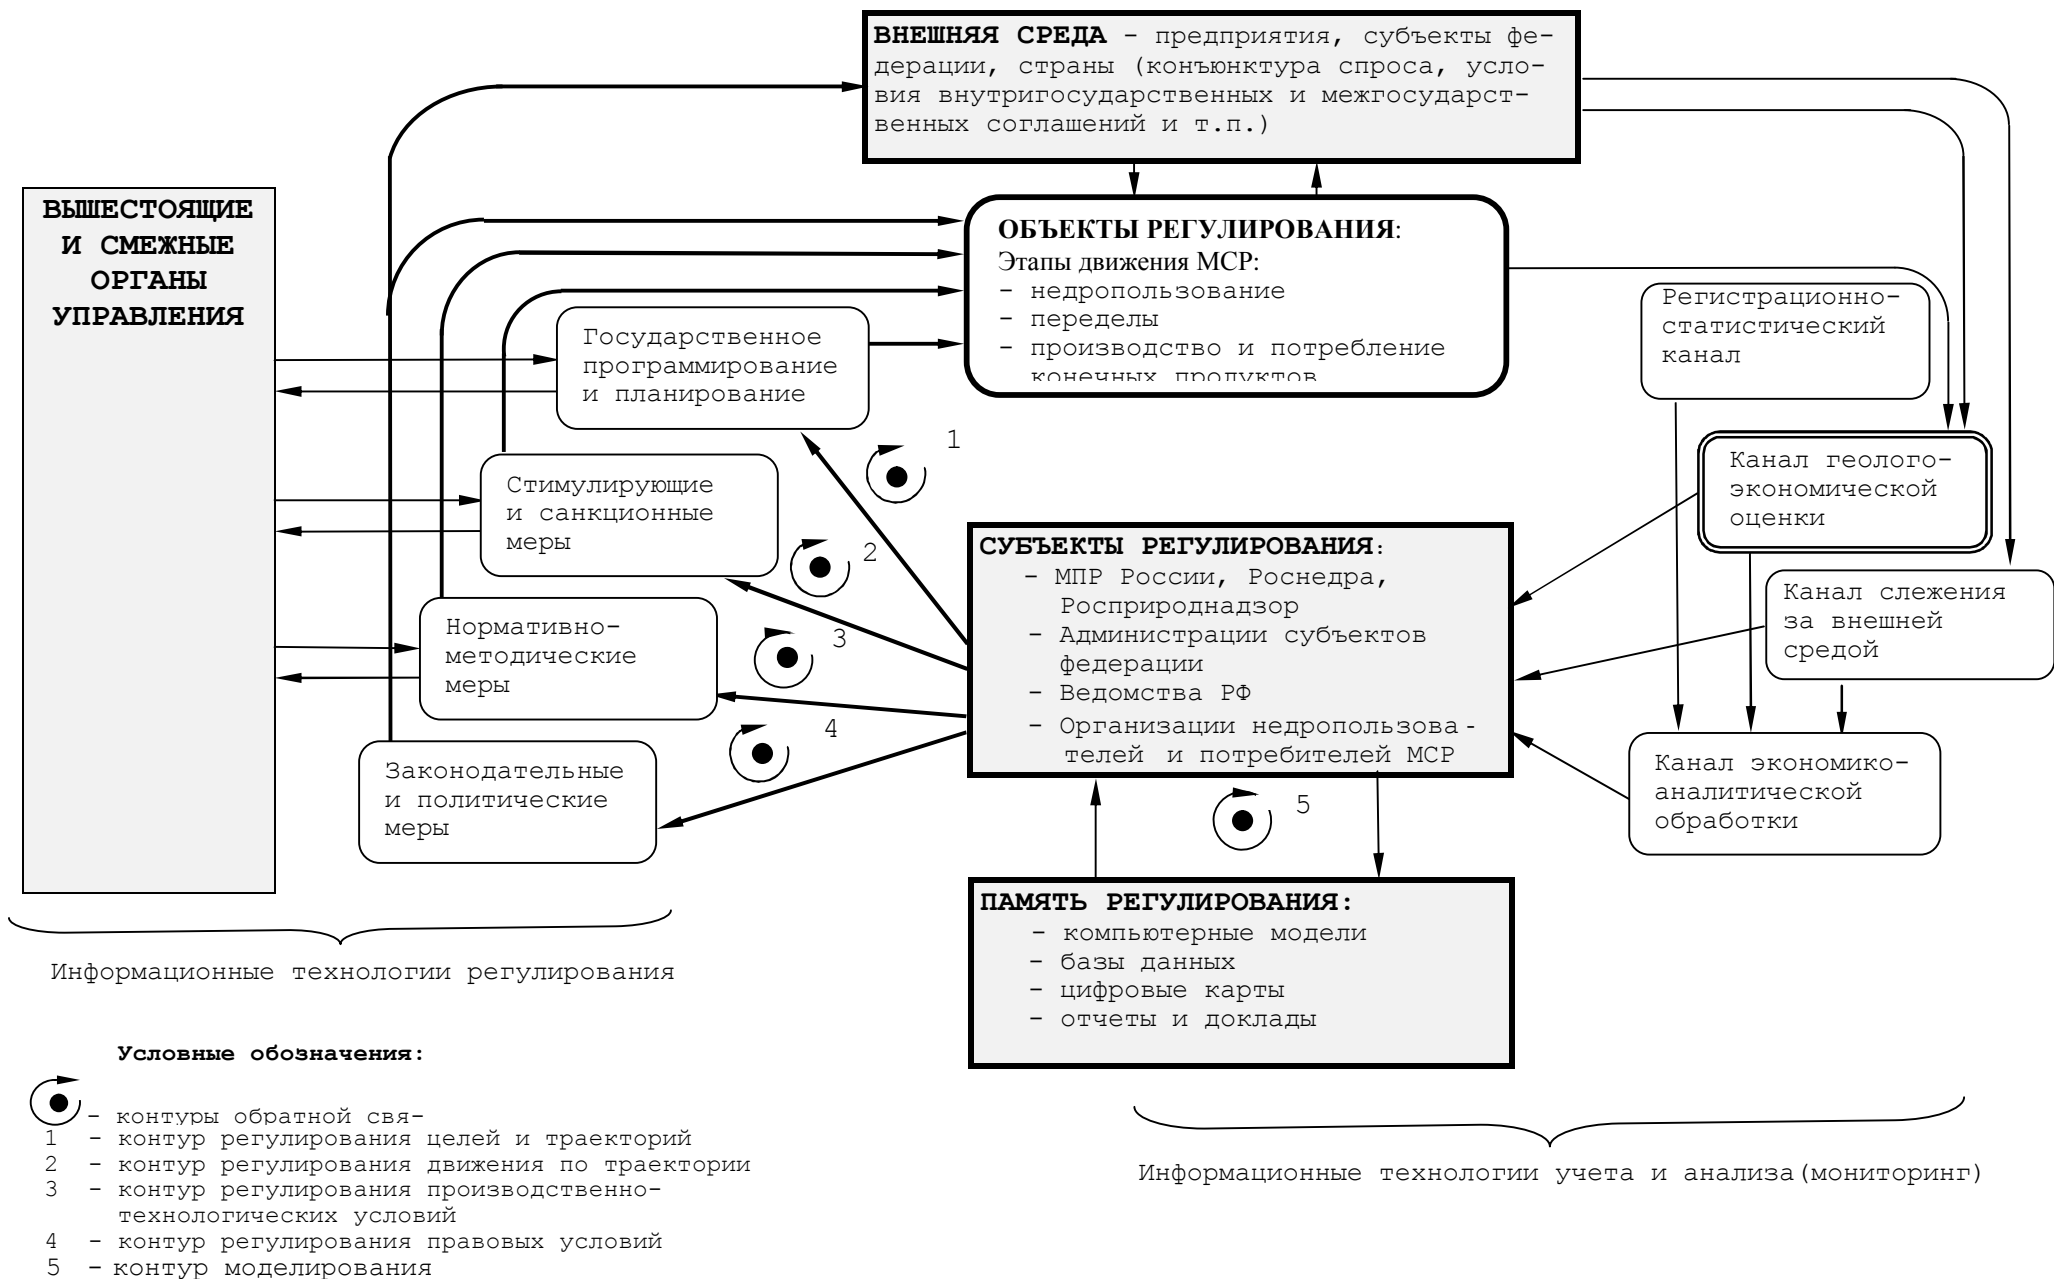 ВНЕШНЯЯ СРЕДА - предприятия, субъекты фе-
дерации, страны (конъюнктура спроса, усло-
вия внутригосударственных и межгосударст-
венных соглашений и т.п.)
ВЫШЕСТОЯЩИЕ
И СМЕЖНЫЕ
ОРГАНЫ
УПРАВЛЕНИЯ
ОБЪЕКТЫ РЕГУЛИРОВАНИЯ:
Этапы движения МСР:
- недропользование
- переделы
- производство и потребление
конечных продуктов
Регистрационно-
статистический
канал
Государственное
программирование
и планирование
1
Канал геолого-
экономической
оценки
Стимулирующие
и санкционные
меры
2
СУБЪЕКТЫ РЕГУЛИРОВАНИЯ:
- МПР России, Роснедра,
Росприроднадзор
- Администрации субъектов
федерации
- Ведомства РФ
- Организации недропользова-
телей и потребителей МСР
Канал слежения
за внешней
средой
Нормативно-
методические
меры
3
4
Законодательные
и политические
меры
Канал экономико-
аналитической
обработки
5
ПАМЯТЬ РЕГУЛИРОВАНИЯ:
- компьютерные модели
- базы данных
- цифровые карты
- отчеты и доклады
Информационные технологии регулирования
Условные обозначения:
- контуры обратной свя-
1 - контур регулирования целей и траекторий
2 - контур регулирования движения по траектории
3 - контур регулирования производственно-
технологических условий
4 - контур регулирования правовых условий
5 - контур моделирования
Информационные технологии учета и анализа(мониторинг)